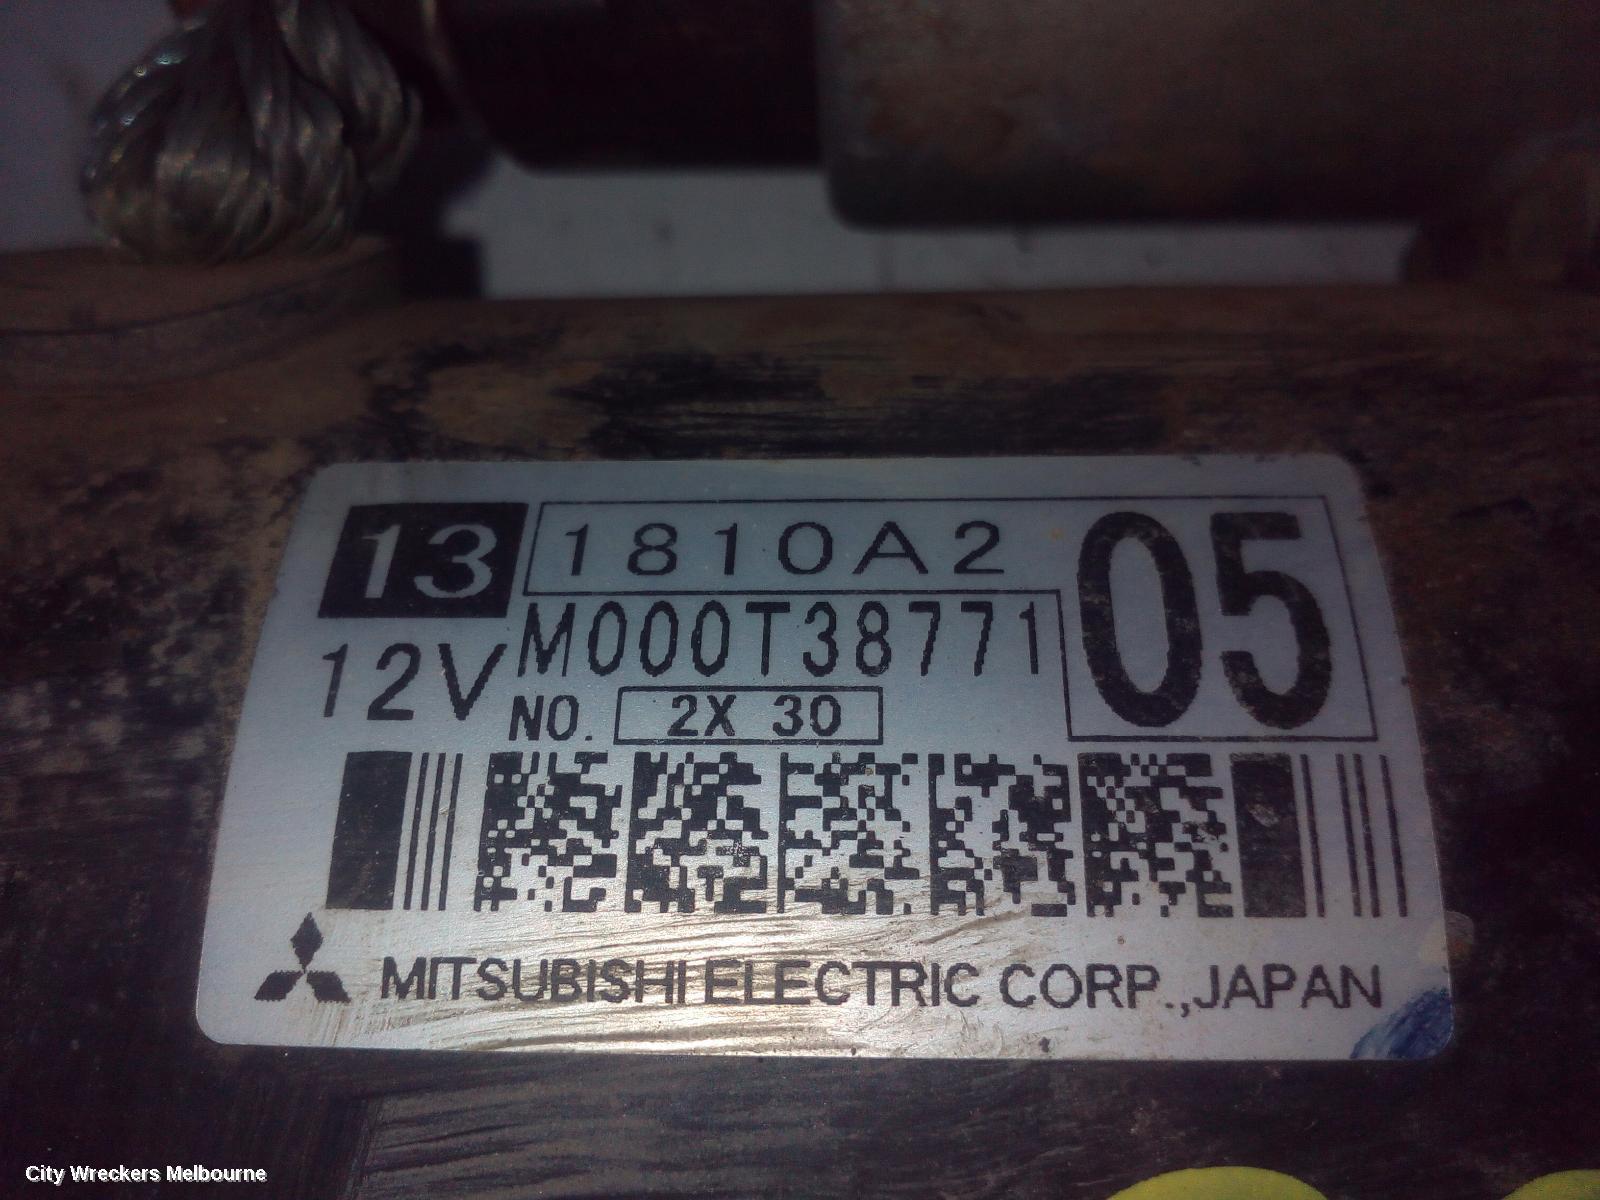 13 1810A2 05
12V M000T38771
NO. 2X 30
MITSUBISHI ELECTRIC CORP.,JAPAN
City Wreckers Melbourne